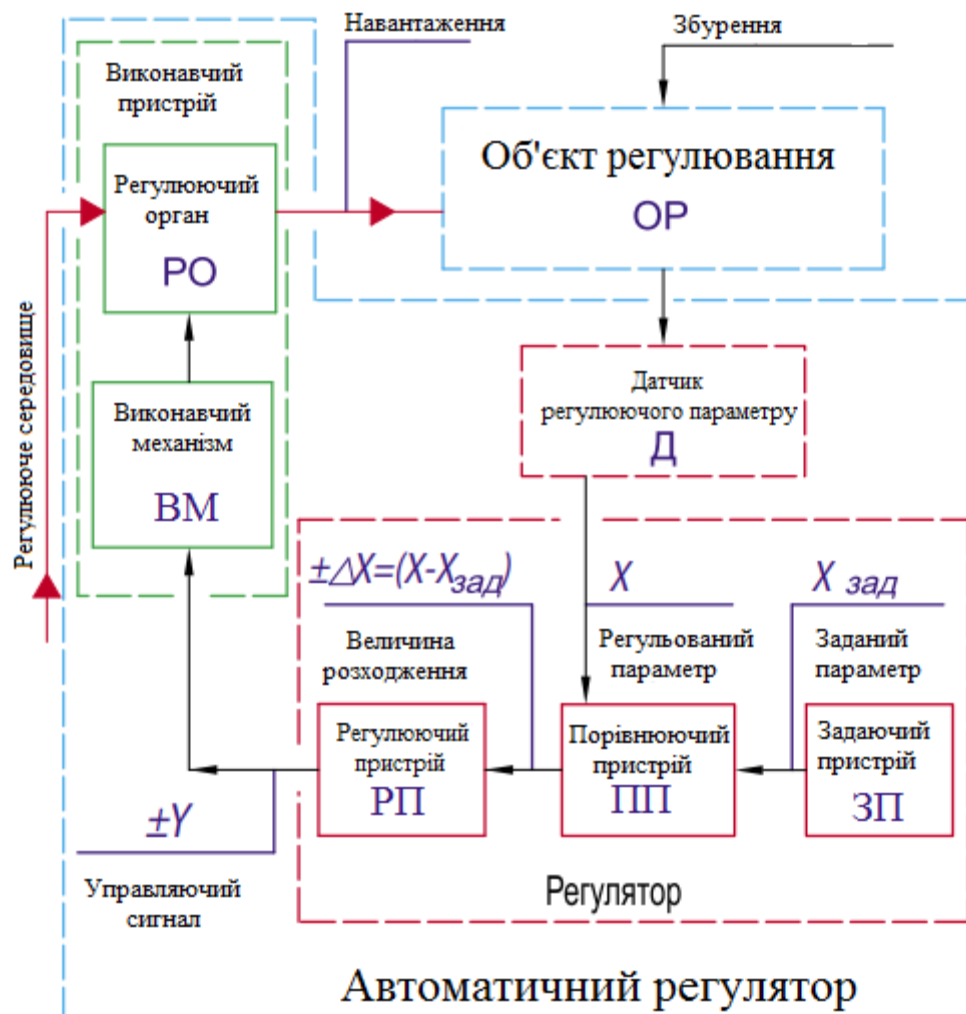 Навантаження
Збурення
Виконавчий
пристрій
Об'єкт регулювання
ОР
Регулюючий
орган
РО
Регулююче середовище
Датчик
регулюючого параметру
Д
Виконавчий
механізм
ВМ
±△X=(X-Xзад)
X
X зад
Величина
розходження
Регульований
параметр
Заданий
параметр
Регулюючий
пристрій
РП
Порівнюючий
пристрій
ПП
Задаючий
пристрій
ЗП
±Y
Управляючий
сигнал
Регулятор
Автоматичний регулятор